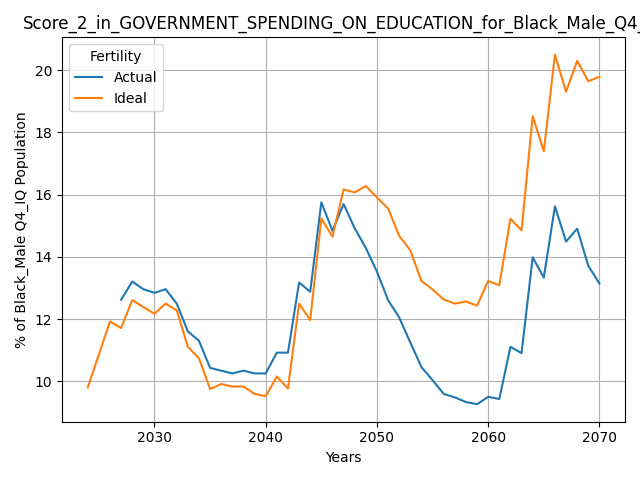 Score_2_in_GOVERNMENT_SPENDING_ON_EDUCATION_for_Black_Male_Q4_
Fertility
Actual
Ideal
% of Black_Male Q4_IQ Population
20
18
16
14
12
10
2030 2040 2050 2060 2070
Years